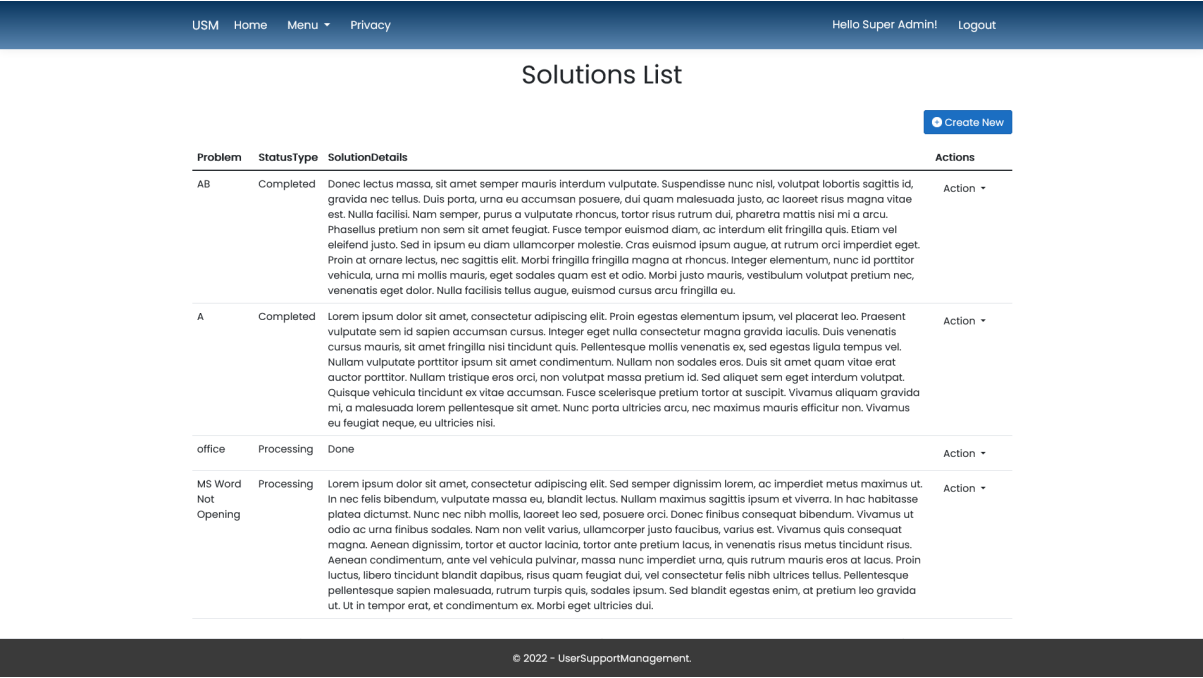 USM Home Menu Privacy Hello Super Admin! Logout
Solutions List
Create New
Problem StatusType SolutionDetails Actions
AB Completed Donec lectus massa, sit amet semper mauris interdum vulputate. Suspendisse nunc nisl, volutpat lobortis sagittis id, Action
gravida nec tellus. Duis porta, urna eu accumsan posuere, dui quam malesuada justo, ac laoreet risus magna vitae
est. Nulla facilisi. Nam semper, purus a vulputate rhoncus, tortor risus rutrum dui, pharetra mattis nisi mi a arcu.
Phasellus pretium non sem sit amet feugiat. Fusce tempor euismod diam, ac interdum elit fringilla quis. Etiam vel
eleifend justo. Sed in ipsum eu diam ullamcorper molestie. Cras euismod ipsum augue, at rutrum orci imperdiet eget.
Proin at ornare lectus, nec sagittis elit. Morbi fringilla fringilla magna at rhoncus. Integer elementum, nunc id porttitor
vehicula, urna mi mollis mauris, eget sodales quam est et odio. Morbi justo mauris, vestibulum volutpat pretium nec,
venenatis eget dolor. Nulla facilisis tellus augue, euismod cursus arcu fringilla eu.
A Completed Lorem ipsum dolor sit amet, consectetur adipiscing elit. Proin egestas elementum ipsum, vel placerat leo. Praesent Action
vulputate sem id sapien accumsan cursus. Integer eget nulla consectetur magna gravida iaculis. Duis venenatis
cursus mauris, sit amet fringilla nisi tincidunt quis. Pellentesque mollis venenatis ex, sed egestas ligula tempus vel.
Nullam vulputate porttitor ipsum sit amet condimentum. Nullam non sodales eros. Duis sit amet quam vitae erat
auctor porttitor. Nullam tristique eros orci, non volutpat massa pretium id. Sed aliquet sem eget interdum volutpat.
Quisque vehicula tincidunt ex vitae accumsan. Fusce scelerisque pretium tortor at suscipit. Vivamus aliquam gravida
mi, a malesuada lorem pellentesque sit amet. Nunc porta ultricies arcu, nec maximus mauris efficitur non. Vivamus
eu feugiat neque, eu ultricies nisi.
office Processing Done Action
MS Word Processing Lorem ipsum dolor sit amet, consectetur adipiscing elit. Sed semper dignissim lorem, ac imperdiet metus maximus ut. Action
Not In nec felis bibendum, vulputate massa eu, blandit lectus. Nullam maximus sagittis ipsum et viverra. In hac habitasse
Opening platea dictumst. Nunc nec nibh mollis, laoreet leo sed, posuere orci. Donec finibus consequat bibendum. Vivamus ut
odio ac urna finibus sodales. Nam non velit varius, ullamcorper justo faucibus, varius est. Vivamus quis consequat
magna. Aenean dignissim, tortor et auctor lacinia, tortor ante pretium lacus, in venenatis risus metus tincidunt risus.
Aenean condimentum, ante vel vehicula pulvinar, massa nunc imperdiet urna, quis rutrum mauris eros at lacus. Proin
luctus, libero tincidunt blandit dapibus, risus quam feugiat dui, vel consectetur felis nibh ultrices tellus. Pellentesque
pellentesque sapien malesuada, rutrum turpis quis, sodales ipsum. Sed blandit egestas enim, at pretium leo gravida
ut. Ut in tempor erat, et condimentum ex. Morbi eget ultricies dui.
© 2022 - UserSupportManagement.